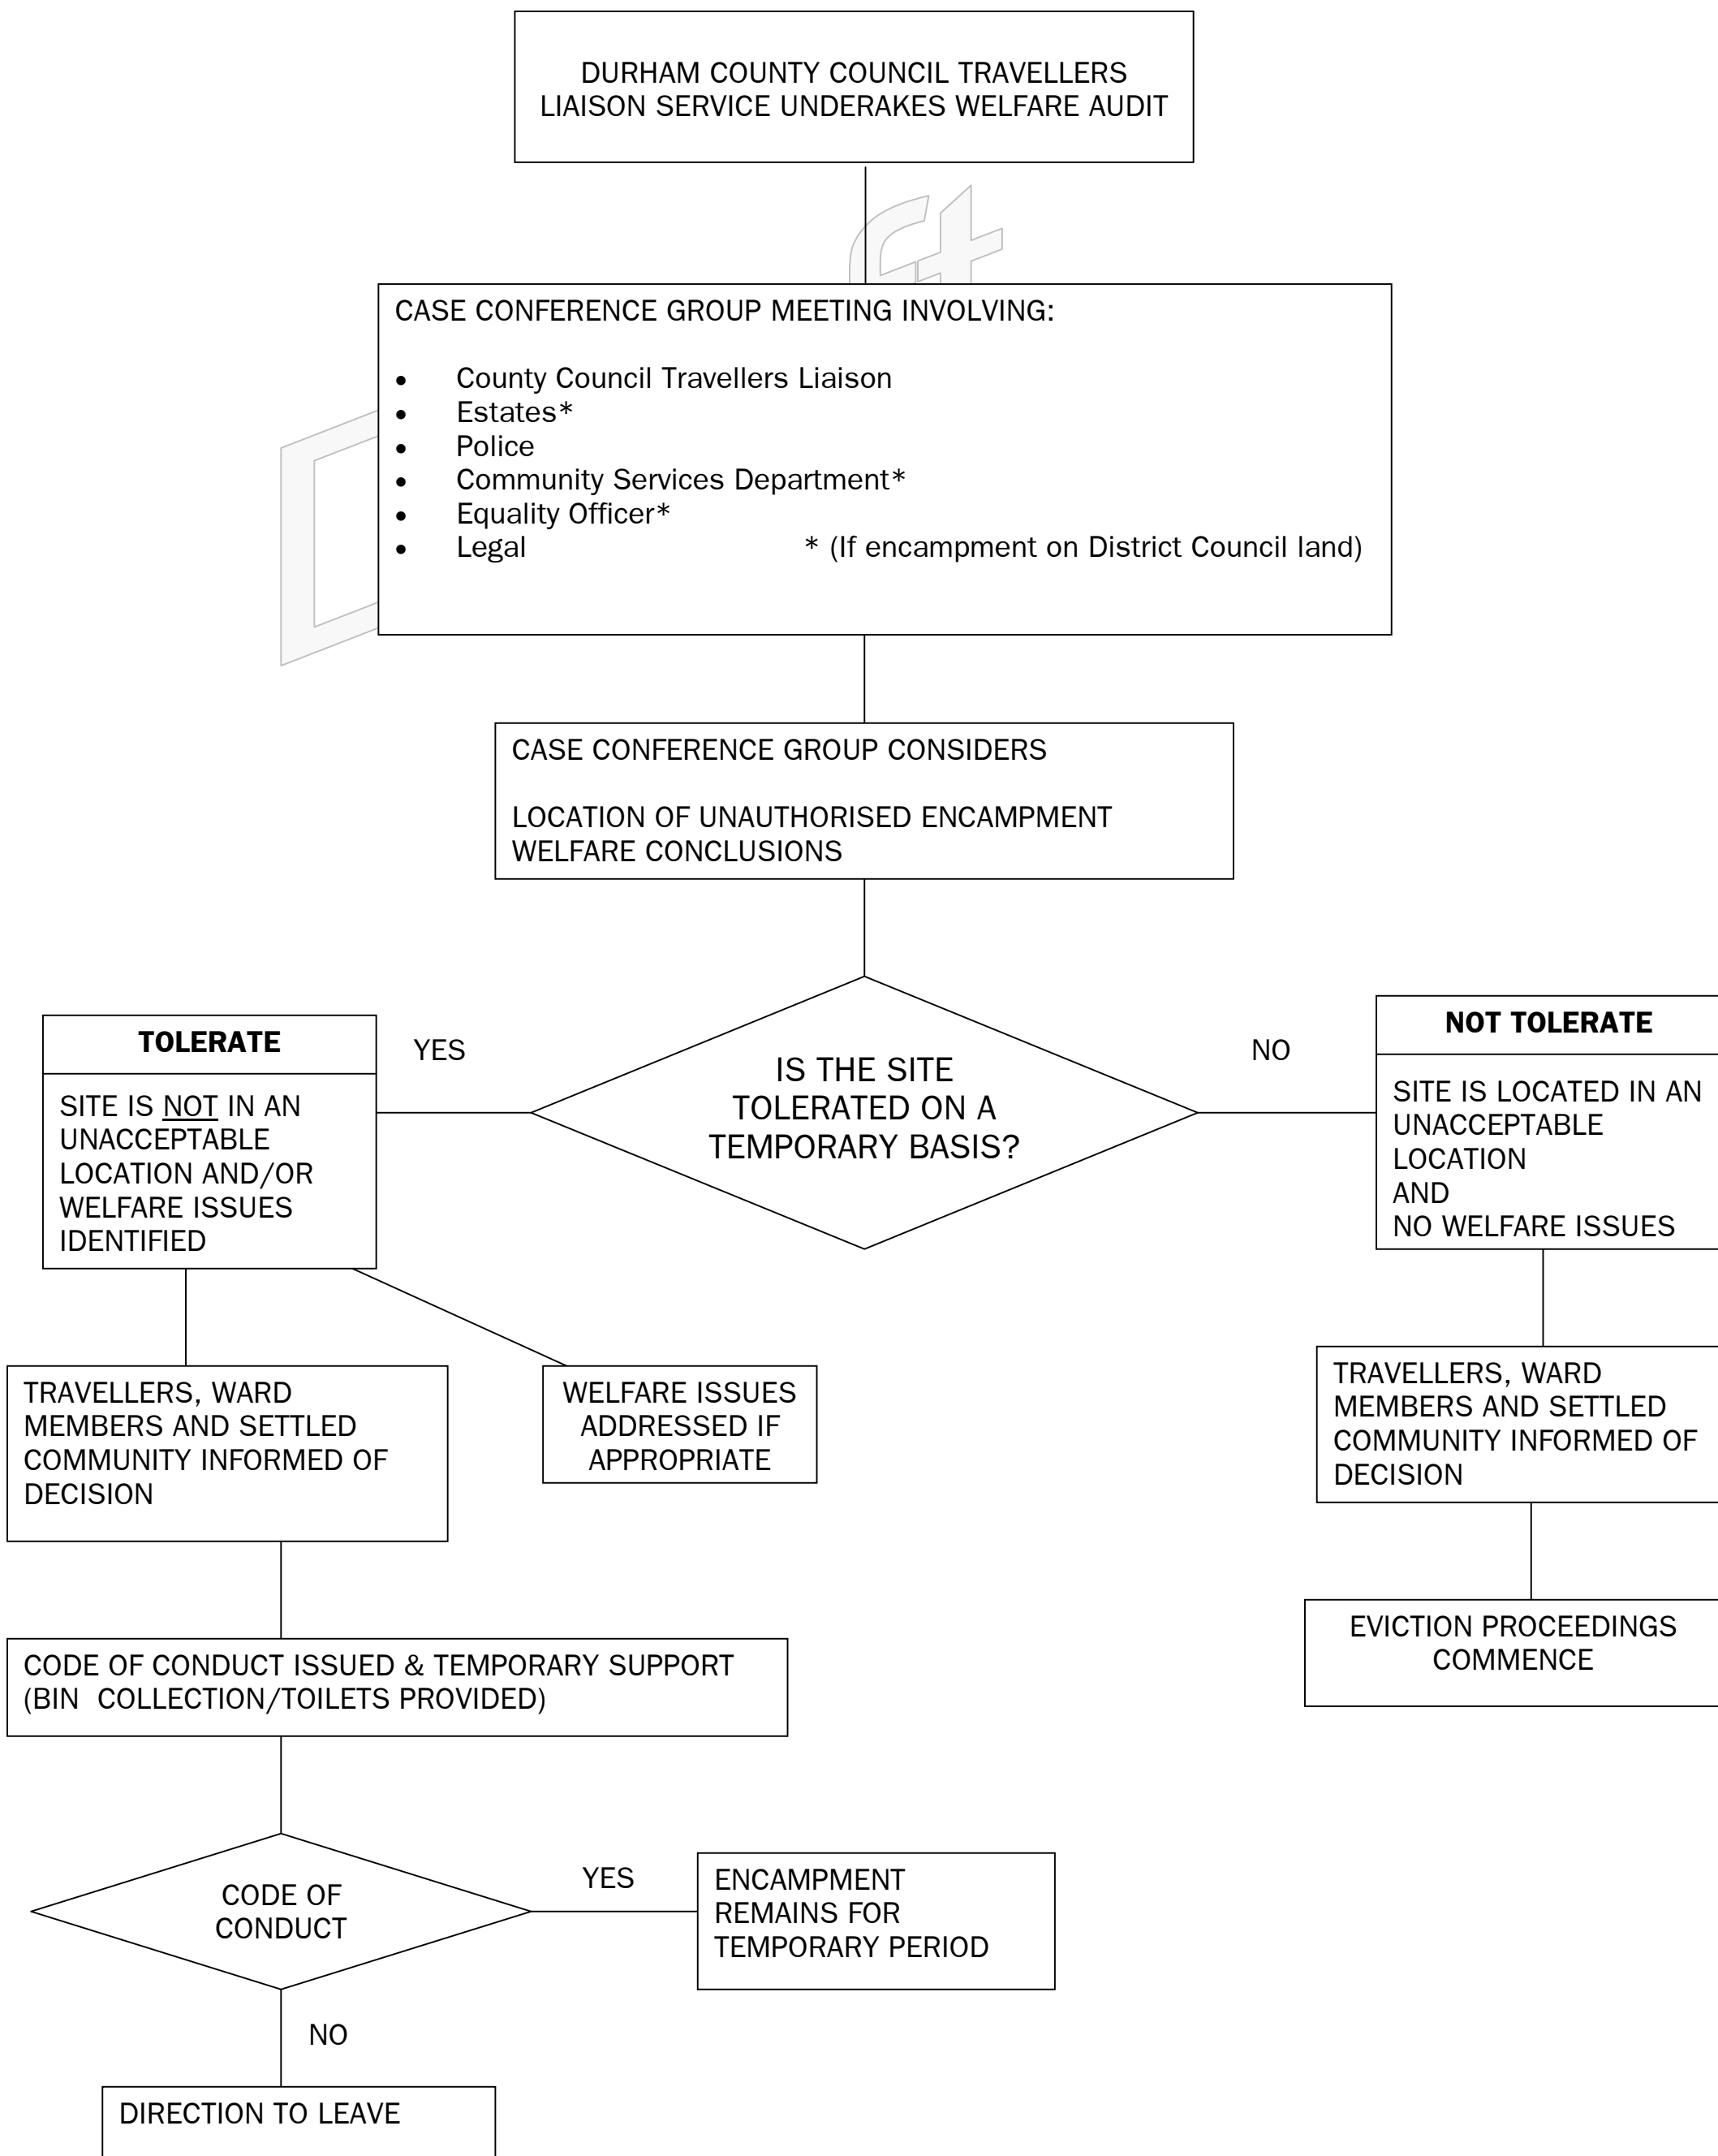 DURHAM COUNTY COUNCIL TRAVELLERS
LIAISON SERVICE UNDERAKES WELFARE AUDIT
CASE CONFERENCE GROUP MEETING INVOLVING:
• County Council Travellers Liaison
• Estates*
• Police
• Community Services Department*
• Equality Officer*
• Legal * (If encampment on District Council land)
CASE CONFERENCE GROUP CONSIDERS
LOCATION OF UNAUTHORISED ENCAMPMENT
WELFARE CONCLUSIONS
IS THE SITE
TOLERATED ON A
TEMPORARY BASIS?
YES
NO
TOLERATE
SITE IS NOT IN AN
UNACCEPTABLE
LOCATION AND/OR
WELFARE ISSUES
IDENTIFIED
NOT TOLERATE
SITE IS LOCATED IN AN
UNACCEPTABLE
LOCATION
AND
NO WELFARE ISSUES
TRAVELLERS, WARD
MEMBERS AND SETTLED
COMMUNITY INFORMED OF
DECISION
WELFARE ISSUES
ADDRESSED IF
APPROPRIATE
TRAVELLERS, WARD
MEMBERS AND SETTLED
COMMUNITY INFORMED OF
DECISION
EVICTION PROCEEDINGS
COMMENCE
CODE OF CONDUCT ISSUED & TEMPORARY SUPPORT
(BIN  COLLECTION/TOILETS PROVIDED)
CODE OF
CONDUCT
YES
ENCAMPMENT
REMAINS FOR
TEMPORARY PERIOD
NO
DIRECTION TO LEAVE